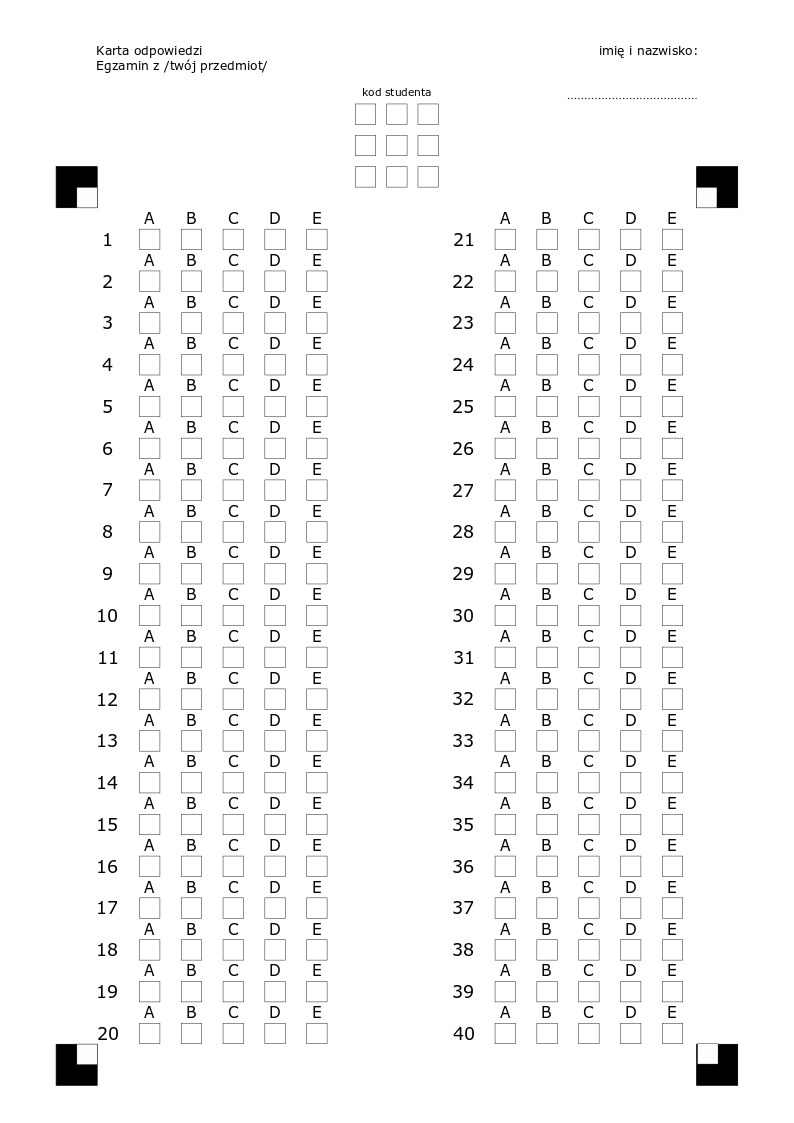 Karta odpowiedzi
Egzamin z /twój przedmiot/
imię i nazwisko:
......................................
kod studenta
A B C D E
1
A B C D E
2
A B C D E
3
A B C D E
4
A B C D E
5
A B C D E
6
A B C D E
7
A B C D E
8
A B C D E
9
A B C D E
10
A B C D E
11
A B C D E
12
A B C D E
13
A B C D E
14
A B C D E
15
A B C D E
16
A B C D E
17
A B C D E
18
A B C D E
19
A B C D E
20
A B C D E
21
A B C D E
22
A B C D E
23
A B C D E
24
A B C D E
25
A B C D E
26
A B C D E
27
A B C D E
28
A B C D E
29
A B C D E
30
A B C D E
31
A B C D E
32
A B C D E
33
A B C D E
34
A B C D E
35
A B C D E
36
A B C D E
37
A B C D E
38
A B C D E
39
A B C D E
40